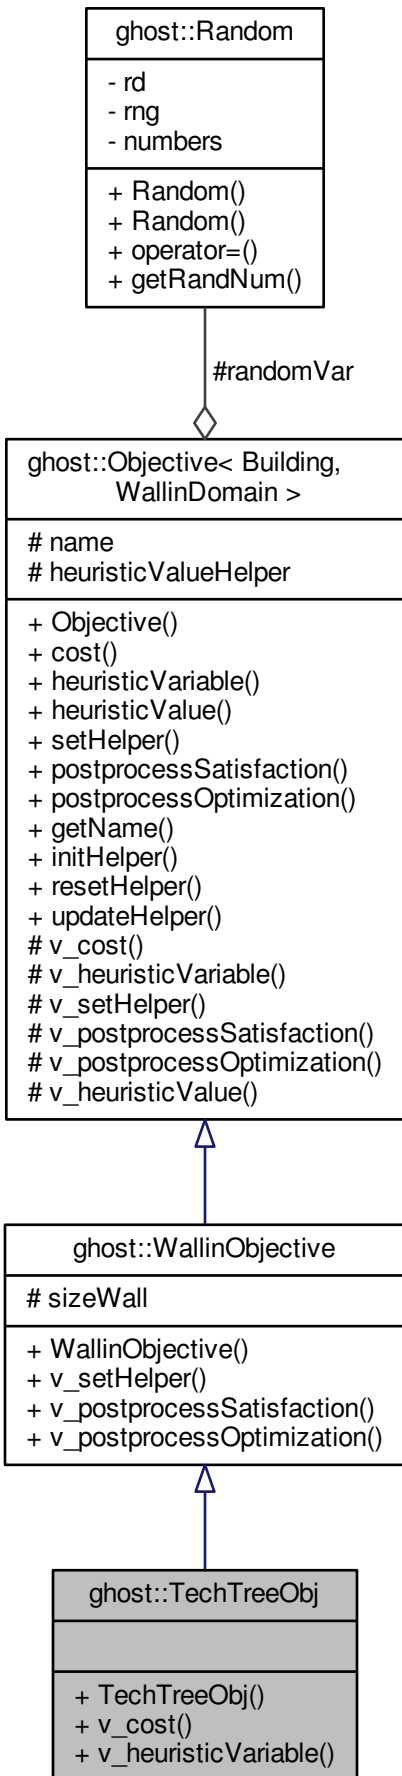 ghost::Random
- rd
- rng
- numbers
+ Random()
+ Random()
+ operator=()
+ getRandNum()
#randomVar
ghost::Objective< Building,
WallinDomain >
# name
# heuristicValueHelper
+ Objective()
+ cost()
+ heuristicVariable()
+ heuristicValue()
+ setHelper()
+ postprocessSatisfaction()
+ postprocessOptimization()
+ getName()
+ initHelper()
+ resetHelper()
+ updateHelper()
# v_cost()
# v_heuristicVariable()
# v_setHelper()
# v_postprocessSatisfaction()
# v_postprocessOptimization()
# v_heuristicValue()
ghost::WallinObjective
# sizeWall
+ WallinObjective()
+ v_setHelper()
+ v_postprocessSatisfaction()
+ v_postprocessOptimization()
ghost::TechTreeObj
+ TechTreeObj()
+ v_cost()
+ v_heuristicVariable()